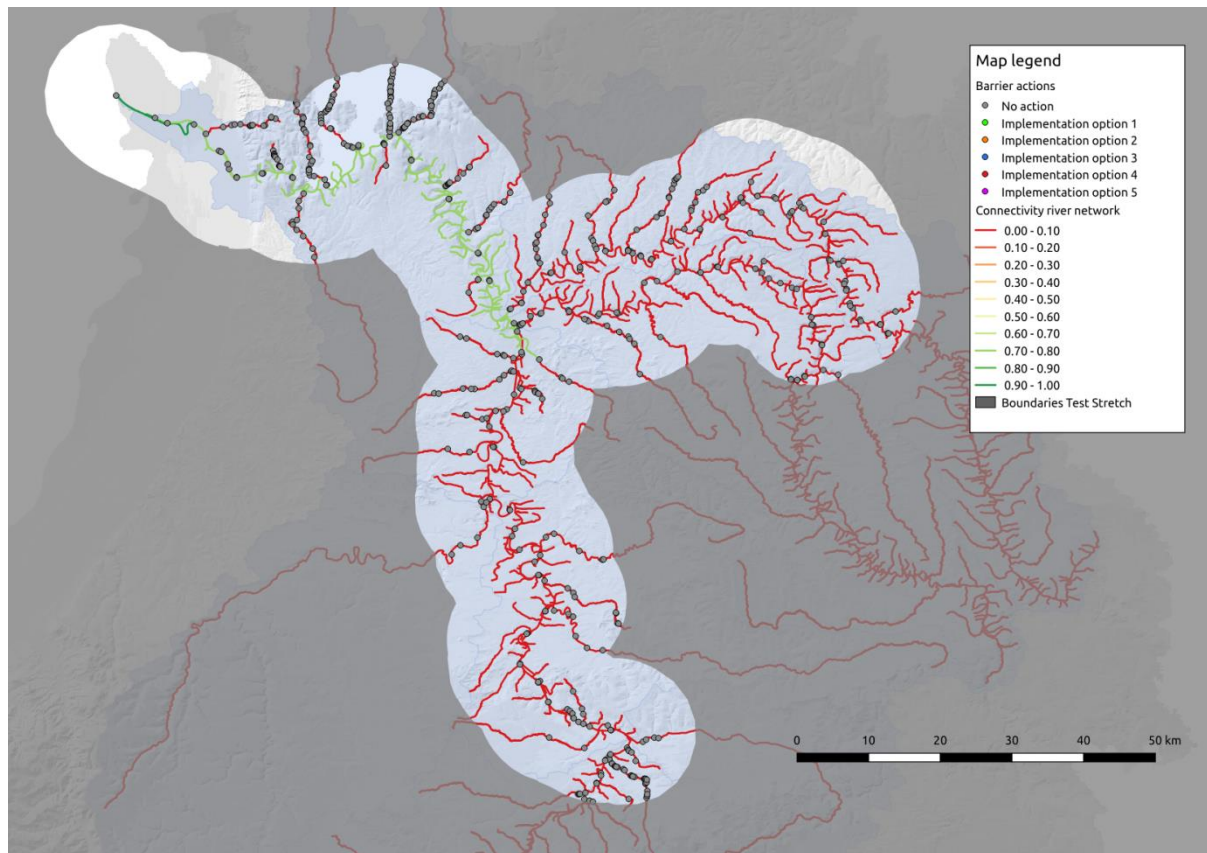 Map legend
Barrier actions
No action
Implementation option 1
Implementation option 2
Implementation option 3
Implementation option 4
Implementation option 5
Connectivity river network
0.00 - 0.10
0.10 - 0.20
0.20 - 0.30
0.30 - 0.40
0.40 - 0.50
0.50 - 0.60
0.60 - 0.70
0.70 - 0.80
0.80 - 0.90
0.90 - 1.00
Boundaries Test Stretch
0 10 20 30 40 50 km